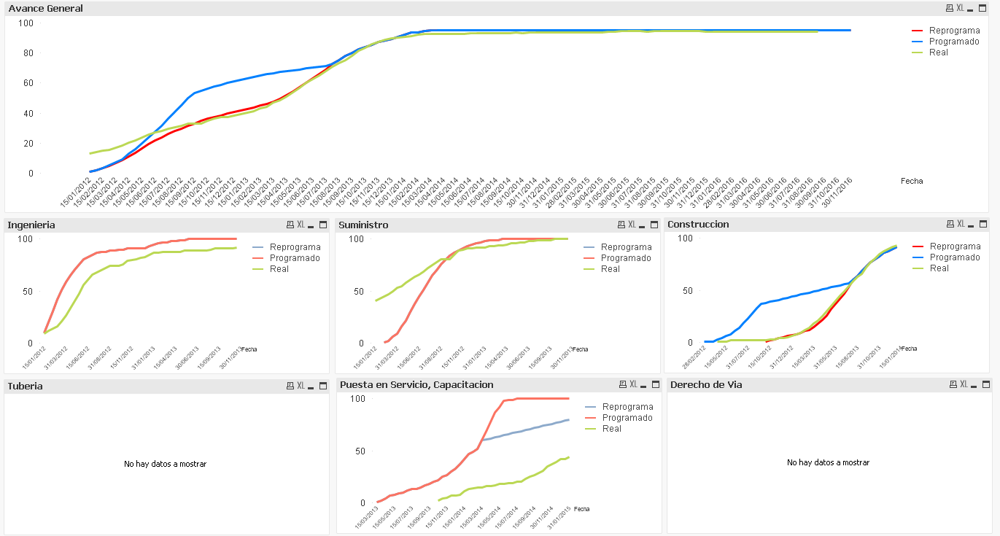 Avance General XL
100
80
60
40
20
0
Reprograma
Programado
Real
15/01/2012 15/02/2012 15/03/2012 15/04/2012 15/05/2012 15/06/2012 15/07/2012 15/08/2012 15/09/2012 15/10/2012 15/11/2012 15/12/2012 15/01/2013 15/02/2013 15/03/2013 15/04/2013 15/05/2013 15/06/2013 15/07/2013 15/08/2013 15/09/2013 15/10/2013 15/11/2013 15/12/2013 15/01/2014 15/02/2014 15/03/2014 15/04/2014 15/05/2014 15/06/2014 15/07/2014 15/08/2014 15/09/2014 15/10/2014 30/11/2014 31/12/2014 31/01/2015 28/02/2015 31/03/2015 30/04/2015 31/05/2015 30/06/2015 31/07/2015 31/08/2015 30/09/2015 31/10/2015 30/11/2015 31/12/2015 31/01/2016 28/02/2016 31/03/2016 30/04/2016 31/05/2016 30/06/2016 31/07/2016 31/08/2016 30/09/2016 31/10/2016 30/11/2016
Fecha
Ingenieria XL
100
50
0
Reprograma
Programado
Real
15/01/2012 31/03/2012 15/06/2012 31/08/2012 15/11/2012 31/01/2013 15/04/2013 30/06/2013 15/09/2013 30/11/2013
Fecha
Suministro XL
100
50
0
Reprograma
Programado
Real
15/01/2012 31/03/2012 15/06/2012 31/08/2012 15/11/2012 31/01/2013 15/04/2013 30/06/2013 15/09/2013 30/11/2013
Fecha
Construccion XL
100
50
0
Reprograma
Programado
Real
28/02/2012 15/05/2012 31/07/2012 15/10/2012 31/12/2012 15/03/2013 31/05/2013 15/08/2013 31/10/2013
Fecha
Tuberia XL
No hay datos a mostrar
Puesta en Servicio, Capacitacion XL
100
50
0
Reprograma
Programado
Real
15/03/2013 15/05/2013 15/07/2013 15/09/2013 15/11/2013 15/01/2014 15/03/2014 15/05/2014 15/07/2014 15/09/2014 30/11/2014 31/01/2015
Fecha
Derecho de Via XL
No hay datos a mostrar